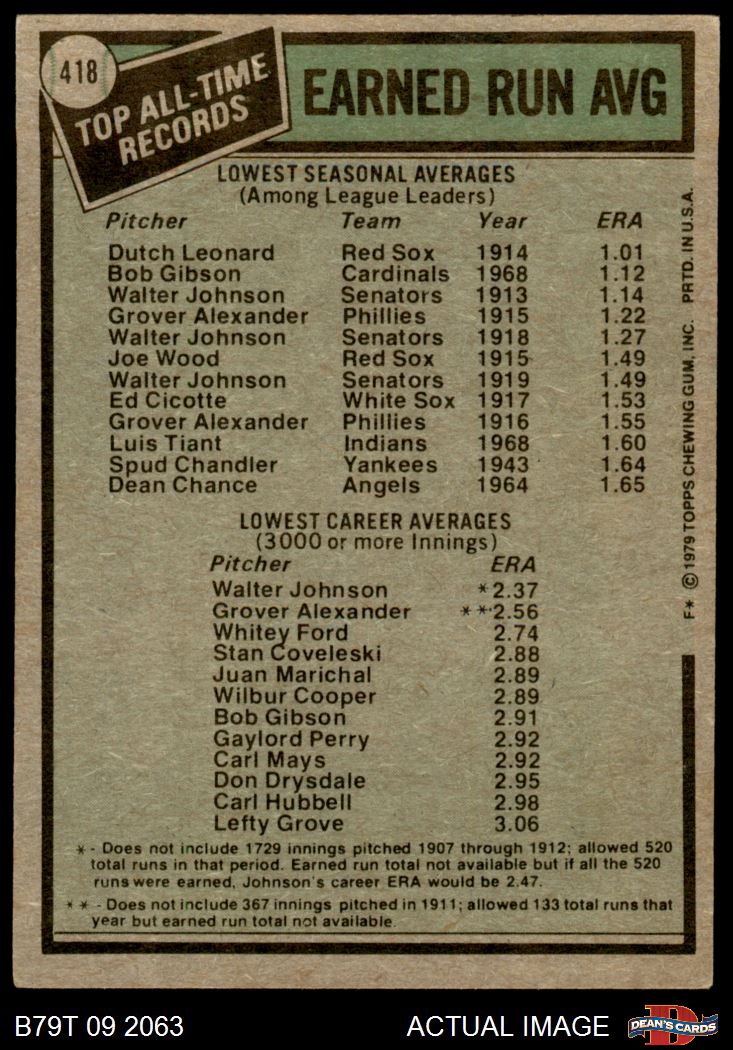 418
TOP ALL-TIME
RECORDS
EARNED RUN AVG
LOWEST SEASONAL AVERAGES
(Among League Leaders)
Pitcher Team Year ERA
Dutch Leonard Red Sox 1914 1.01
Bob Gibson Cardinals 1968 1.12
Walter Johnson Senators 1913 1.14
Grover Alexander Phillies 1915 1.22
Walter Johnson Senators 1918 1.27
Joe Wood Red Sox 1915 1.49
Walter Johnson Senators 1919 1.49
Ed Cicotte White Sox 1917 1.53
Grover Alexander Phillies 1916 1.55
Luis Tiant Indians 1968 1.60
Spud Chandler Yankees 1943 1.64
Dean Chance Angels 1964 1.65
LOWEST CAREER AVERAGES
(3000 or more Innings)
Pitcher ERA
Walter Johnson *2.37
Grover Alexander **2.56
Whitey Ford 2.74
Stan Coveleski 2.88
Juan Marichal 2.89
Wilbur Cooper 2.89
Bob Gibson 2.91
Gaylord Perry 2.92
Carl Mays 2.92
Don Drysdale 2.95
Carl Hubbell 2.98
Lefty Grove 3.06
* - Does not include 1729 innings pitched 1907 through 1912; allowed 520
total runs in that period. Earned run total not available but if all the 520
runs were earned, Johnson's career ERA would be 2.47.
* * - Does not include 367 innings pitched in 1911; allowed 133 total runs that
year but earned run total not available.
F* © 1979 TOPPS CHEWING GUM, INC. PRTD. IN U.S.A.
B79T 09 2063 ACTUAL IMAGE
D
DEAN'S CARDS